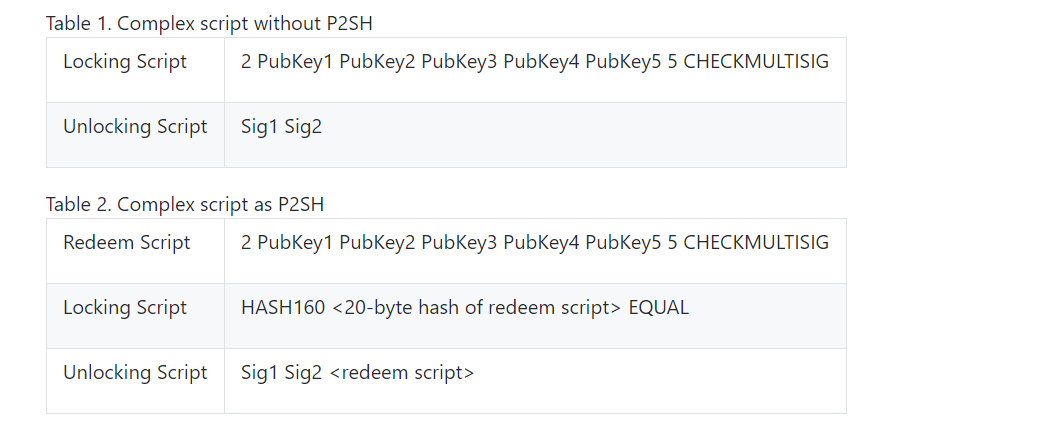 Table 1. Complex script without P2SH
Locking Script 2 PubKey1 PubKey2 PubKey3 PubKey4 PubKey5 5 CHECKMULTISIG
Unlocking Script Sig1 Sig2
Table 2. Complex script as P2SH
Redeem Script 2 PubKey1 PubKey2 PubKey3 PubKey4 PubKey5 5 CHECKMULTISIG
Locking Script HASH160 <20-byte hash of redeem script> EQUAL
Unlocking Script Sig1 Sig2 <redeem script>